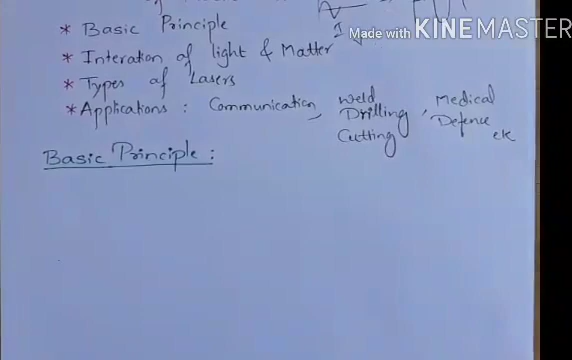 * Basic Principle
Made with KINEMASTER
* Interation of light & Matter
* Types of Lasers
* Applications : Communication, Weld Drilling Cutting, Medical Defence etc
Basic Principle :